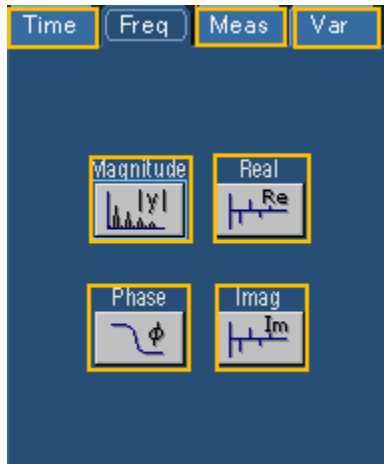 Time Freq Meas Var
Magnitude Real
|y| Re
Phase Imag
ϕ Im